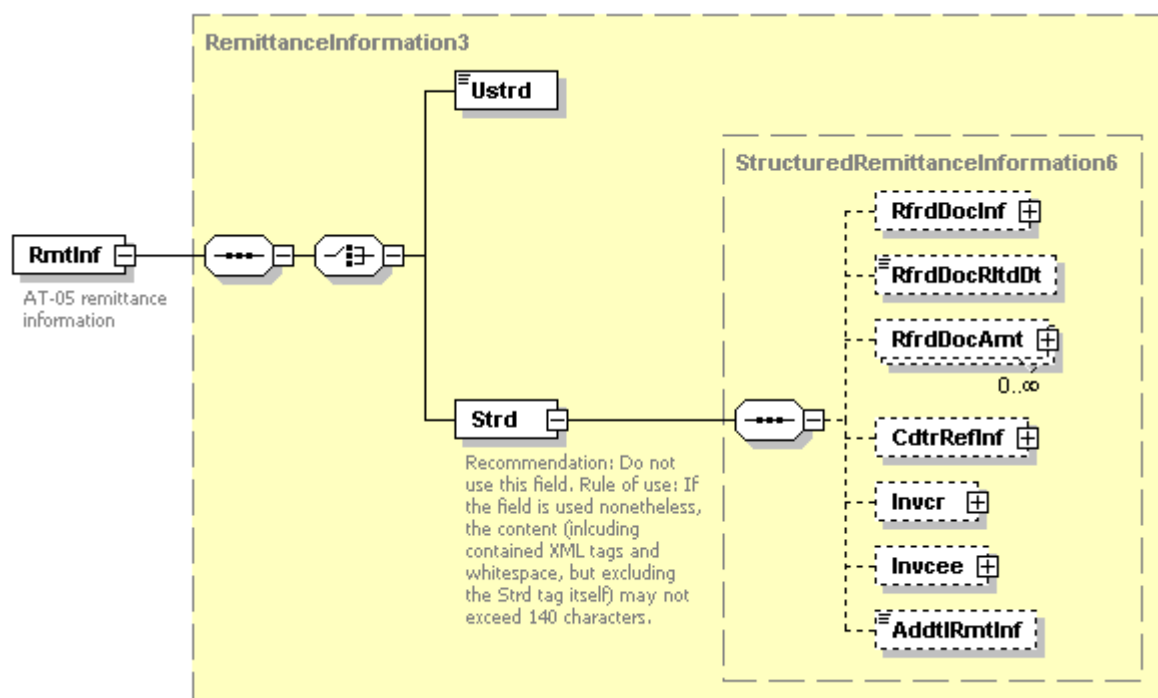 RemittanceInformation3
Ustrd
StructuredRemittanceInformation6
RfrdDocInf
RmtInf
RfrdDocRltdDt
AT-05 remittance
information
RfrdDocAmt
0..∞
Strd
CdtrRefInf
Recommendation: Do not
use this field. Rule of use: If
the field is used nonetheless,
the content (inlcuding
contained XML tags and
whitespace, but excluding
the Strd tag itself) may not
exceed 140 characters.
Invcr
Invcee
AddtlRmtInf